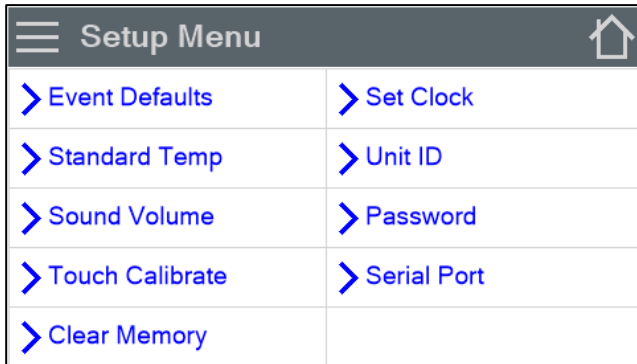 Setup Menu
Event Defaults
Set Clock
Standard Temp
Unit ID
Sound Volume
Password
Touch Calibrate
Serial Port
Clear Memory